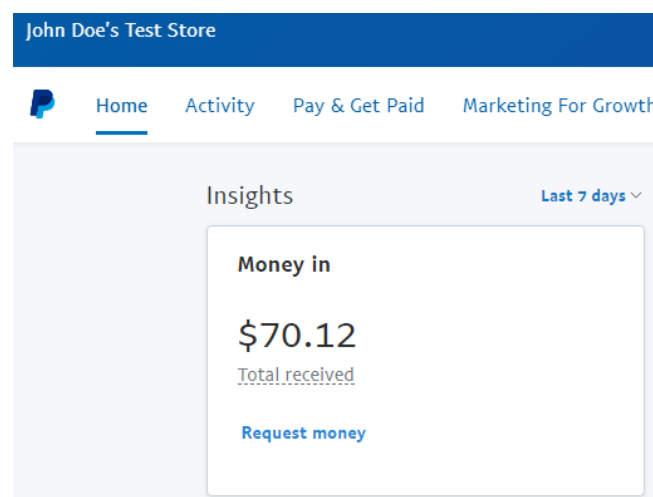 John Doe's Test Store
Home Activity Pay & Get Paid Marketing For Growth
Insights Last 7 days
Money in
$70.12
Total received
Request money